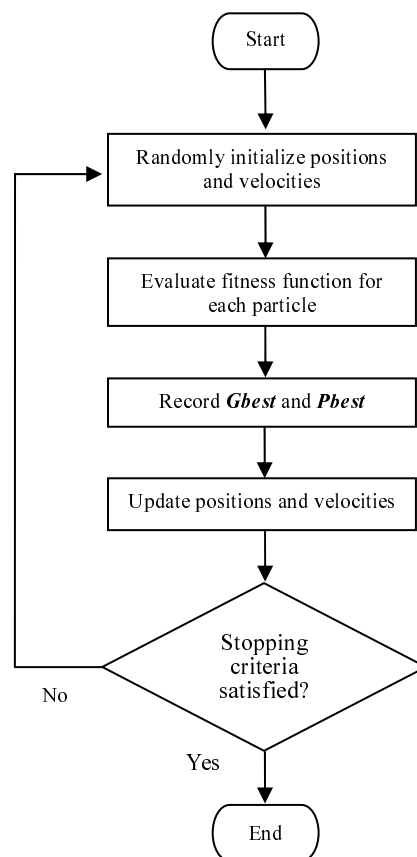 Start
Randomly initialize positions
and velocities
Evaluate fitness function for
each particle
Record Gbest and Pbest
Update positions and velocities
Stopping
criteria
satisfied?
No
Yes
End